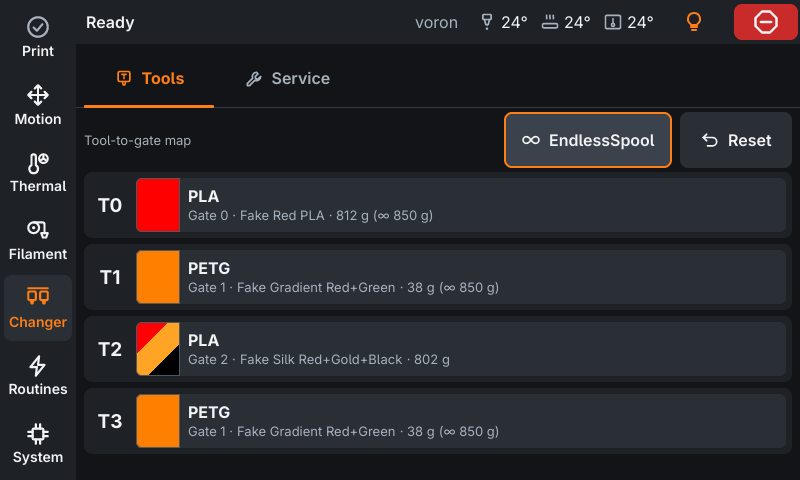 Ready
voron
24°
24°
24°
Print
Motion
Thermal
Filament
Changer
Routines
System
Tools
Service
Tool-to-gate map
∞ EndlessSpool
Reset
T0
PLA
Gate 0 · Fake Red PLA · 812 g (∞ 850 g)
T1
PETG
Gate 1 · Fake Gradient Red+Green · 38 g (∞ 850 g)
T2
PLA
Gate 2 · Fake Silk Red+Gold+Black · 802 g
T3
PETG
Gate 1 · Fake Gradient Red+Green · 38 g (∞ 850 g)